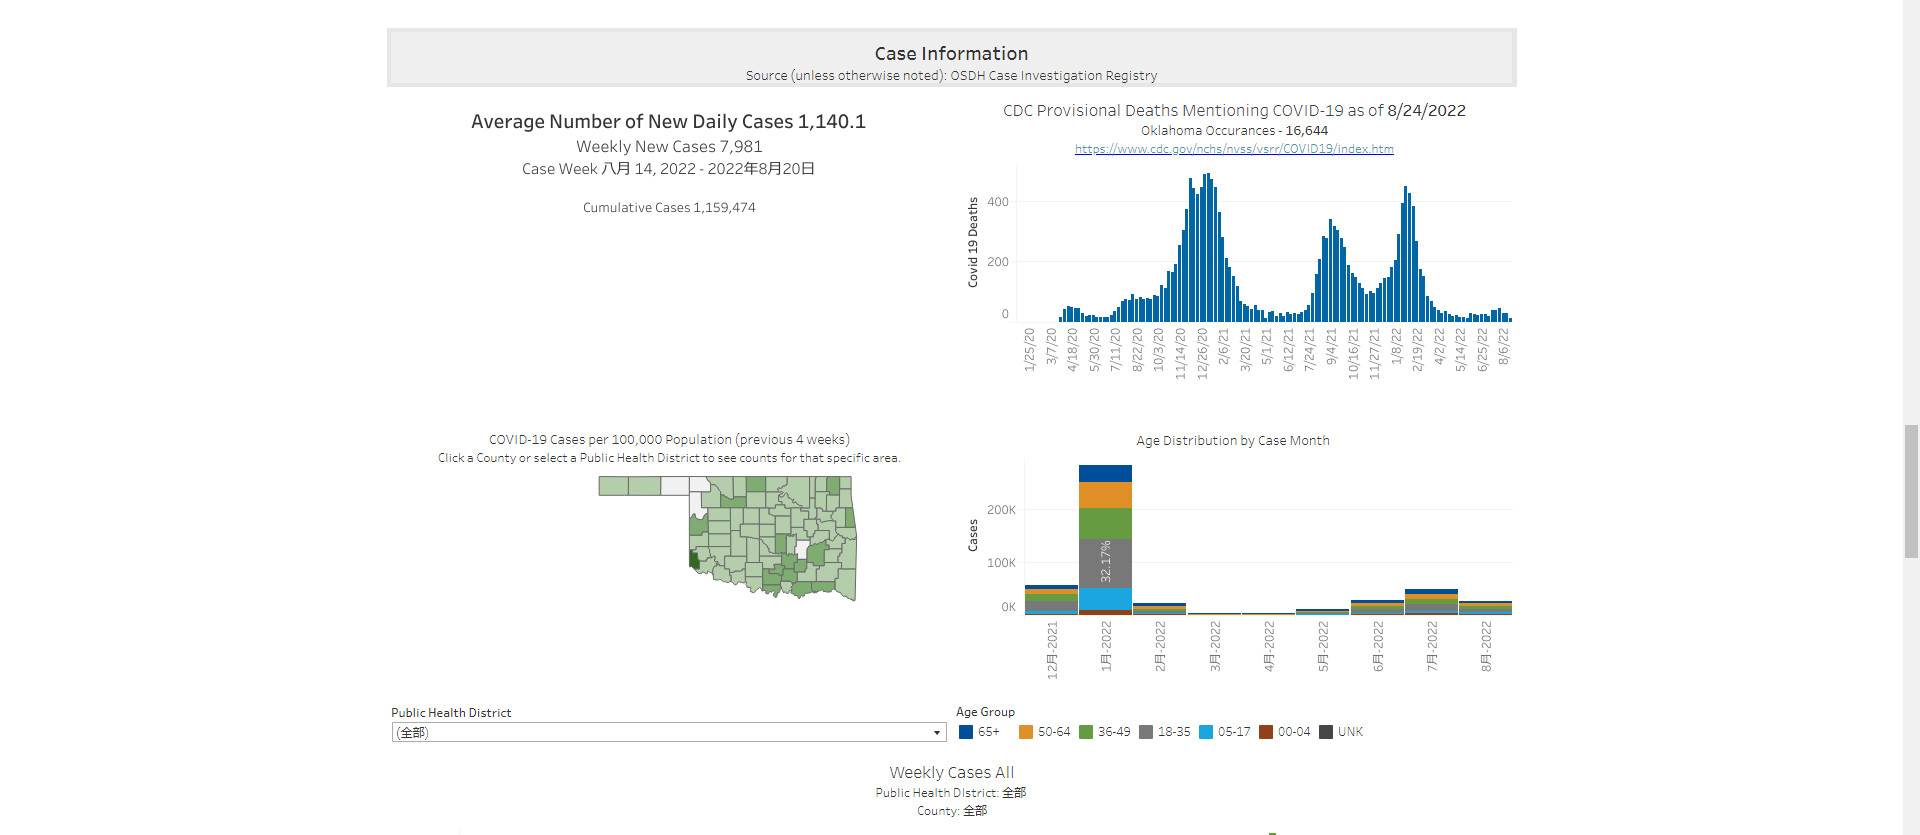 Case Information
Source (unless otherwise noted): OSDH Case Investigation Registry
Average Number of New Daily Cases 1,140.1
Weekly New Cases 7,981
Case Week 八月 14, 2022 - 2022年8月20日
Cumulative Cases 1,159,474
CDC Provisional Deaths Mentioning COVID-19 as of 8/24/2022
Oklahoma Occurances - 16,644
https://www.cdc.gov/nchs/nvss/vsrr/COVID19/index.htm
Covid 19 Deaths
400
200
0
1/25/20
3/7/20
4/18/20
5/30/20
7/11/20
8/22/20
10/3/20
11/14/20
12/26/20
2/6/21
3/20/21
5/1/21
6/12/21
7/24/21
9/4/21
10/16/21
11/27/21
1/8/22
2/19/22
4/2/22
5/14/22
6/25/22
8/6/22
COVID-19 Cases per 100,000 Population (previous 4 weeks)
Click a County or select a Public Health District to see counts for that specific area.
Age Distribution by Case Month
Cases
200K
100K
0K
32.17%
12月-2021
1月-2022
2月-2022
3月-2022
4月-2022
5月-2022
6月-2022
7月-2022
8月-2022
Public Health District
(全部)
Age Group
65+ 50-64 36-49 18-35 05-17 00-04 UNK
Weekly Cases All
Public Health District: 全部
County: 全部